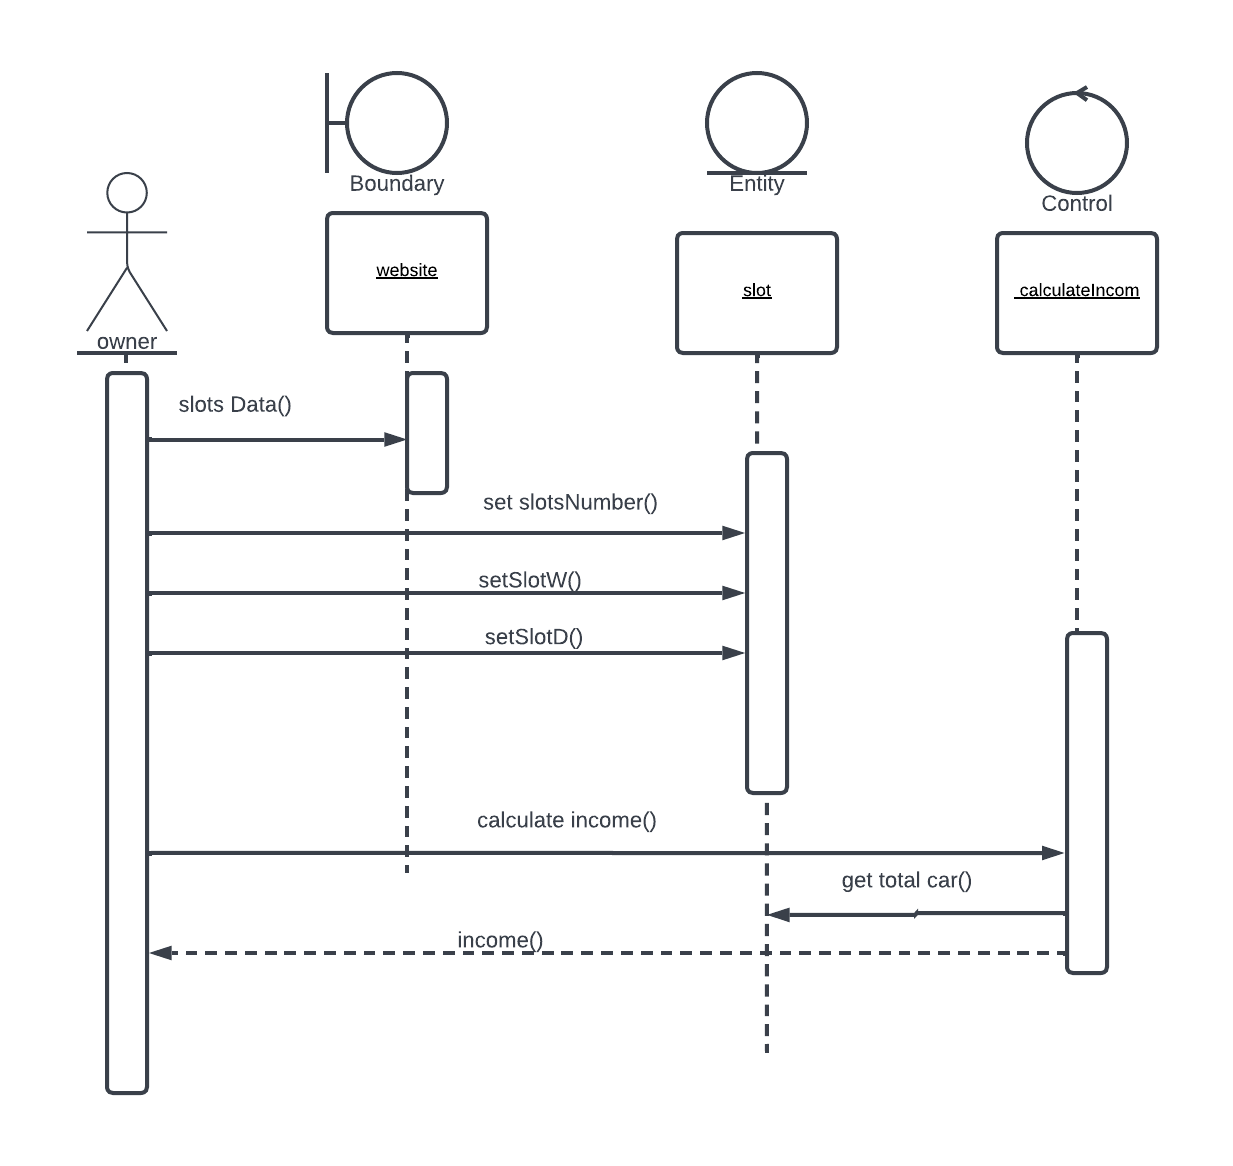 Boundary
Entity
Control
website
slot
calculateIncom
owner
slots Data()
set slotsNumber()
setSlotW()
setSlotD()
calculate income()
get total car()
income()